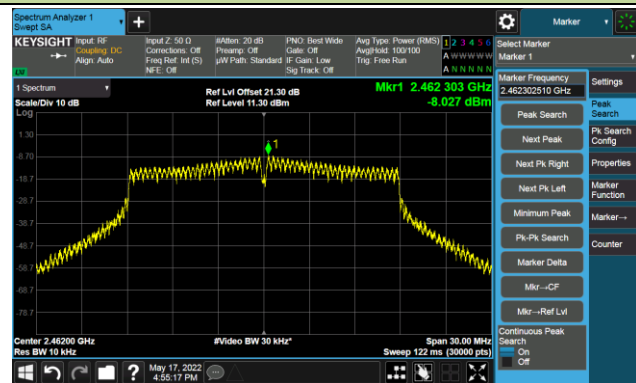 Spectrum Analyzer 1
Swept SA
+
Marker
KEYSIGHT
Input: RF
Coupling: DC
Align: Auto
Input Z: 50 Ω
Corrections: Off
Freq Ref: Int (S)
NFE: Off
#Atten: 20 dB
Preamp: Off
µW Path: Standard
PNO: Best Wide
Gate: Off
IF Gain: Low
Sig Track: Off
Avg Type: Power (RMS)
Avg|Hold: 100/100
Trig: Free Run
1 2 3 4 5 6
A W W W W W
A N N N N N
Select Marker
Marker 1
1 Spectrum
Scale/Div 10 dB
Log
Ref Lvl Offset 21.30 dB
Ref Level 11.30 dBm
Mkr1 2.462 303 GHz
-8.027 dBm
1
1.30
-8.70
-18.7
-28.7
-38.7
-48.7
-58.7
-68.7
-78.7
Center 2.46200 GHz
Res BW 10 kHz
#Video BW 30 kHz*
Span 30.00 MHz
Sweep 122 ms (30000 pts)
Marker Frequency
2.462302510 GHz
Peak Search
Next Peak
Next Pk Right
Next Pk Left
Minimum Peak
Pk-Pk Search
Marker Delta
Mkr→CF
Mkr→Ref Lvl
Continuous Peak
Search
On
Off
Settings
Peak
Search
Pk Search
Config
Properties
Marker
Function
Marker→
Counter
?
May 17, 2022
4:55:17 PM